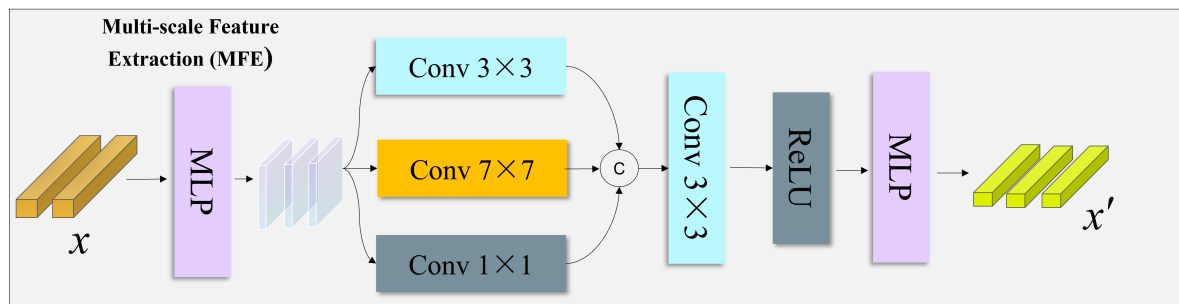 Multi-scale Feature
Extraction (MFE)
x
MLP
Conv 3×3
Conv 7×7
Conv 1×1
C
Conv 3×3
ReLU
MLP
x′